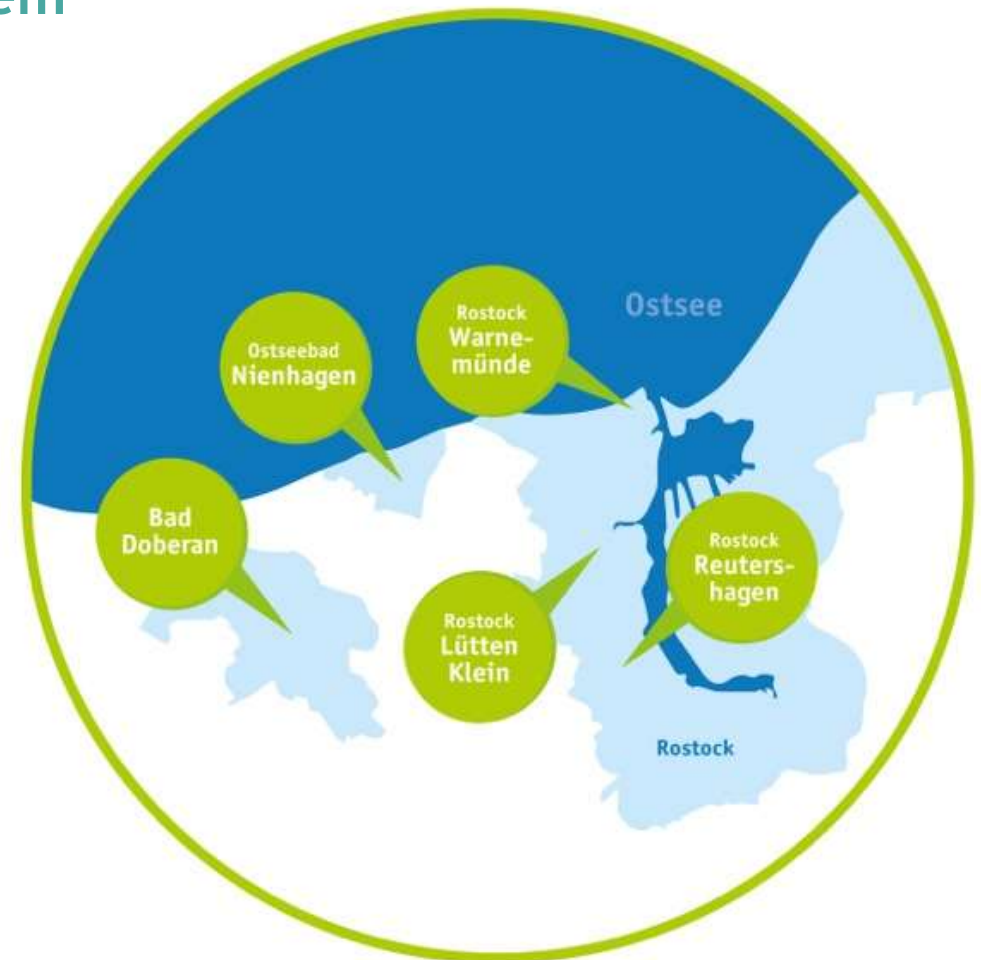 Ostsee
Rostock
Warne-
münde
Ostseebad
Nienhagen
Bad
Doberan
Rostock
Reuters-
hagen
Rostock
Lütten
Klein
Rostock